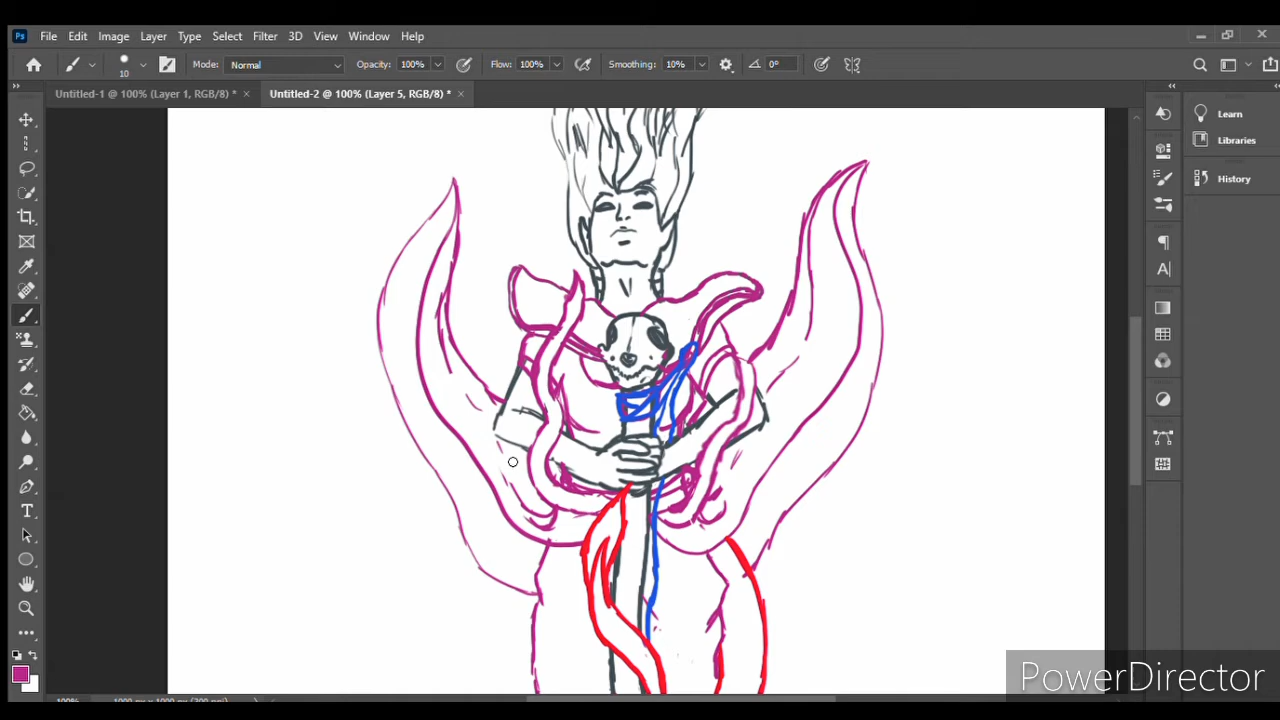 Ps File Edit Image Layer Type Select Filter 3D View Window Help
10 Mode: Normal Opacity: 100% Flow: 100% Smoothing: 10% 0°
Untitled-1 @ 100% (Layer 1, RGB/8) * × Untitled-2 @ 100% (Layer 5, RGB/8) * ×
Learn
Libraries
History
PowerDirector